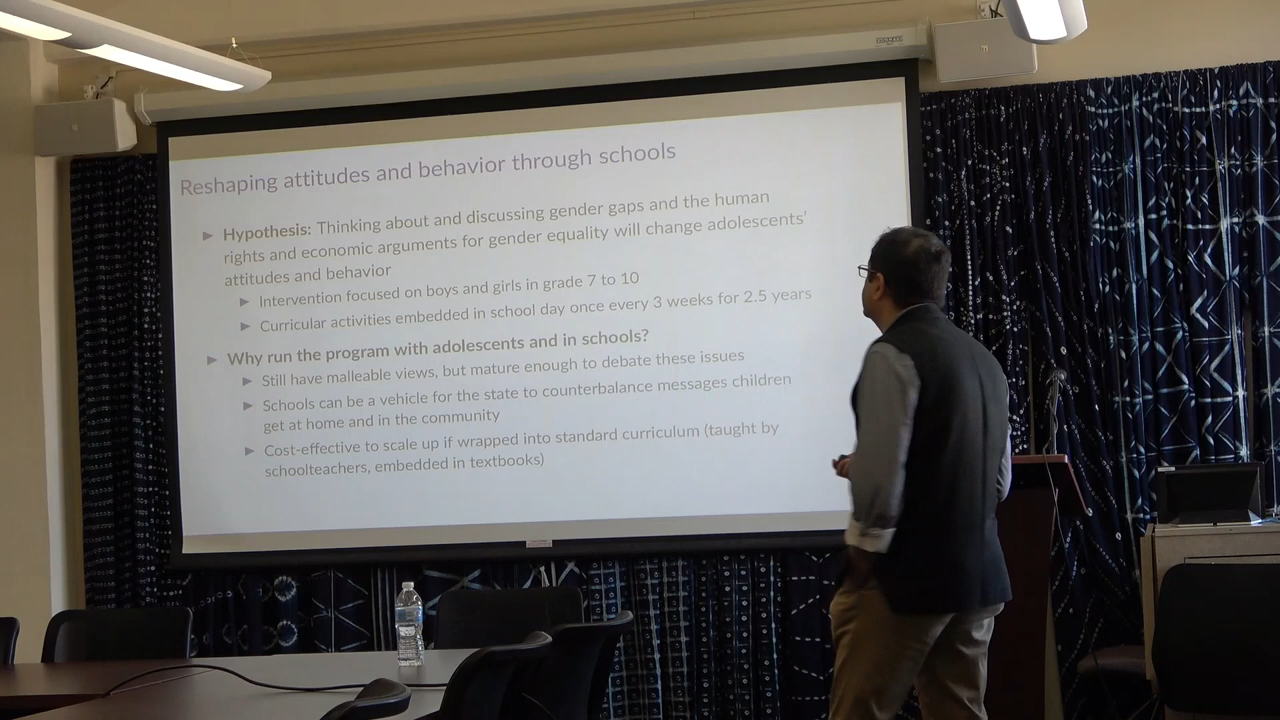 Reshaping attitudes and behavior through schools
Hypothesis: Thinking about and discussing gender gaps and the human
rights and economic arguments for gender equality will change adolescents'
attitudes and behavior
Intervention focused on boys and girls in grade 7 to 10
Curricular activities embedded in school day once every 3 weeks for 2.5 years
Why run the program with adolescents and in schools?
Still have malleable views, but mature enough to debate these issues
Schools can be a vehicle for the state to counterbalance messages children
get at home and in the community
Cost-effective to scale up if wrapped into standard curriculum (taught by
schoolteachers, embedded in textbooks)